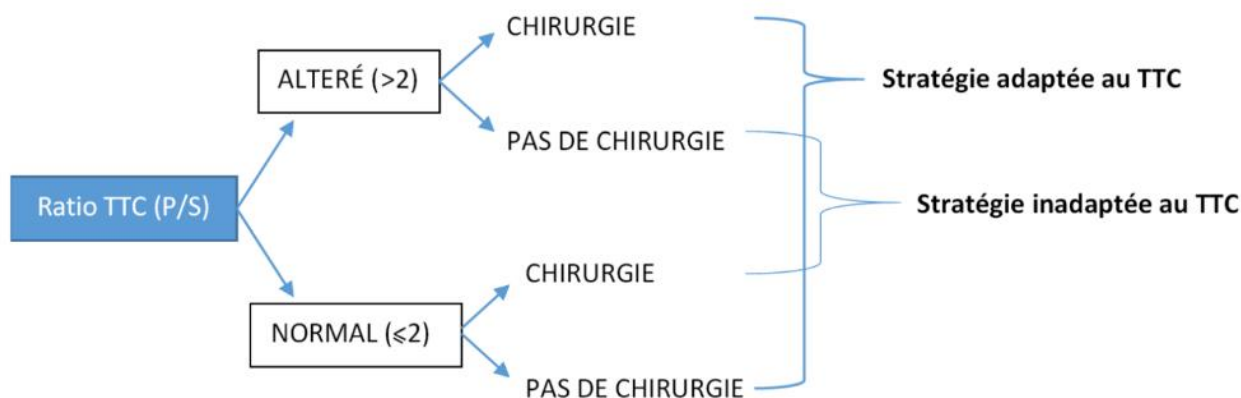 CHIRURGIE
ALTERÉ (>2)
Stratégie adaptée au TTC
PAS DE CHIRURGIE
Ratio TTC (P/S)
Stratégie inadaptée au TTC
CHIRURGIE
NORMAL (⩽2)
PAS DE CHIRURGIE